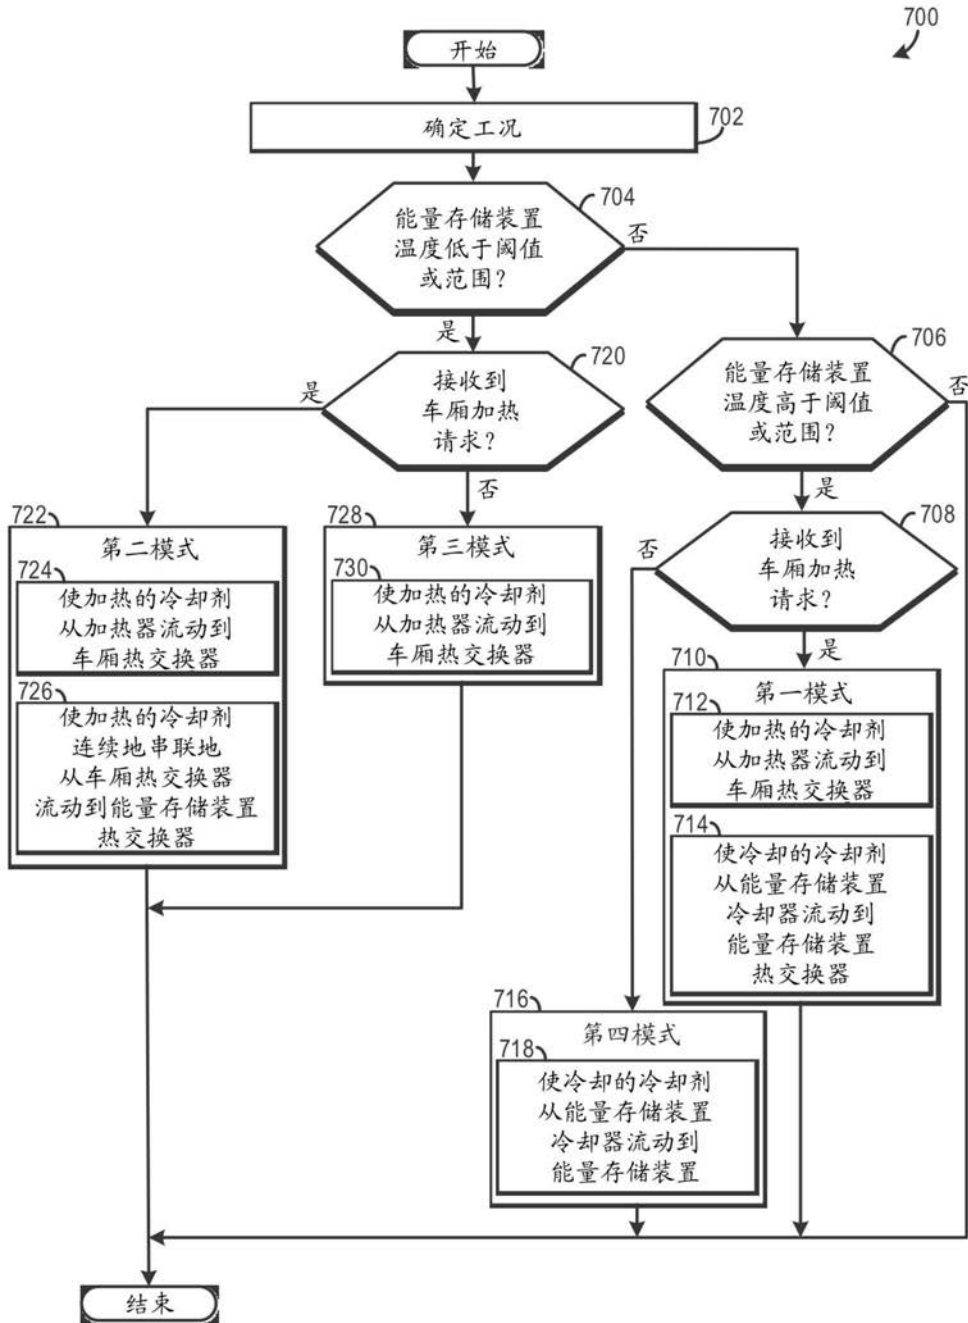 700
开始
确定工况
702
704
能量存储装置
温度低于阈值
或范围？
否
是
706
能量存储装置
温度高于阈值
或范围？
否
是
720
接收到
车厢加热
请求？
是
否
708
接收到
车厢加热
请求？
否
是
722
第二模式
724
使加热的冷却剂
从加热器流动到
车厢热交换器
726
使加热的冷却剂
连续地串联地
从车厢热交换器
流动到能量存储装置
热交换器
728
第三模式
730
使加热的冷却剂
从加热器流动到
车厢热交换器
710
第一模式
712
使加热的冷却剂
从加热器流动到
车厢热交换器
714
使冷却的冷却剂
从能量存储装置
冷却器流动到
能量存储装置
热交换器
716
第四模式
718
使冷却的冷却剂
从能量存储装置
冷却器流动到
能量存储装置
结束